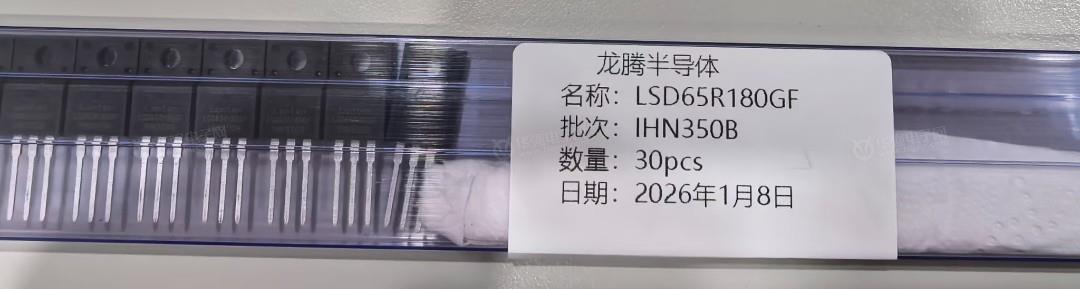 龙腾半导体
名称：LSD65R180GF
批次：IHN350B
数量：30pcs
日期：2026年1月8日